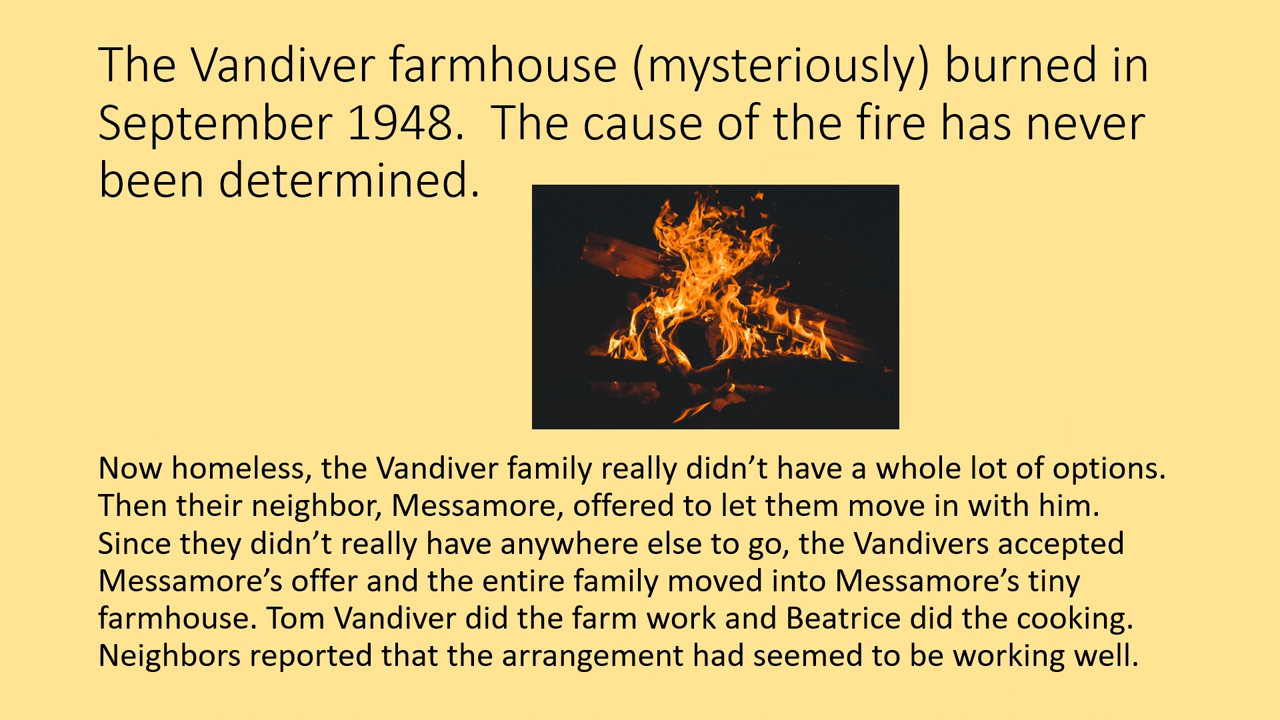 The Vandiver farmhouse (mysteriously) burned in
September 1948.  The cause of the fire has never
been determined.
Now homeless, the Vandiver family really didn’t have a whole lot of options.
Then their neighbor, Messamore, offered to let them move in with him.
Since they didn’t really have anywhere else to go, the Vandivers accepted
Messamore’s offer and the entire family moved into Messamore’s tiny
farmhouse. Tom Vandiver did the farm work and Beatrice did the cooking.
Neighbors reported that the arrangement had seemed to be working well.